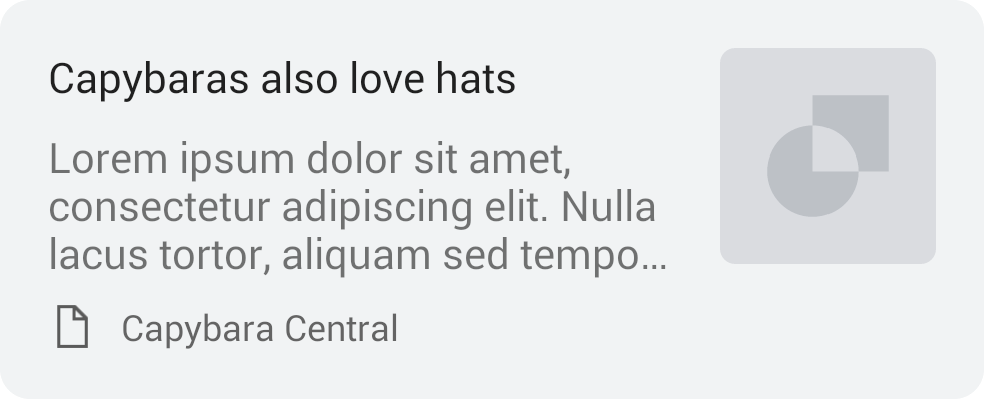 Capybaras also love hats
Lorem ipsum dolor sit amet,
consectetur adipiscing elit. Nulla
lacus tortor, aliquam sed tempo...
Capybara Central